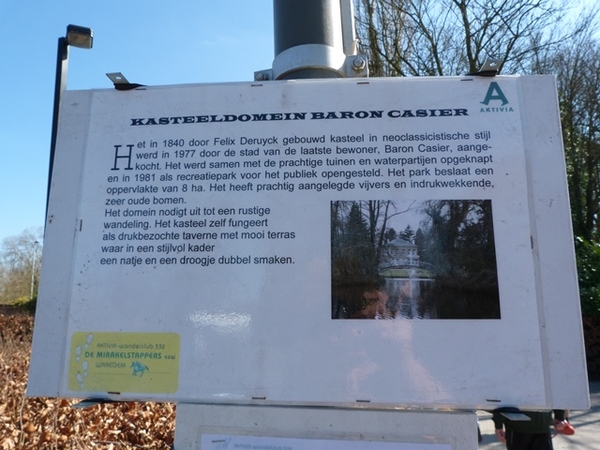 KASTEELDOMEIN BARON CASIER
A
AKTIVIA
Het in 1840 door Felix Deruyck gebouwd kasteel in neoclassicistische stijl
werd in 1977 door de stad van de laatste bewoner, Baron Casier, aange-
kocht. Het werd samen met de prachtige tuinen en waterpartijen opgeknapt
en in 1981 als recreatiepark voor het publiek opengesteld. Het park beslaat een
oppervlakte van 8 ha. Het heeft prachtig aangelegde vijvers en indrukwekkende,
zeer oude bomen.
Het domein nodigt uit tot een rustige
wandeling. Het kasteel zelf fungeert
als drukbezochte taverne met mooi terras
waar in een stijlvol kader
een natje en een droogje dubbel smaken.
aktivia-wandelclub 532
DE MIRAKELSTAPPERS vzw
WAREGEM